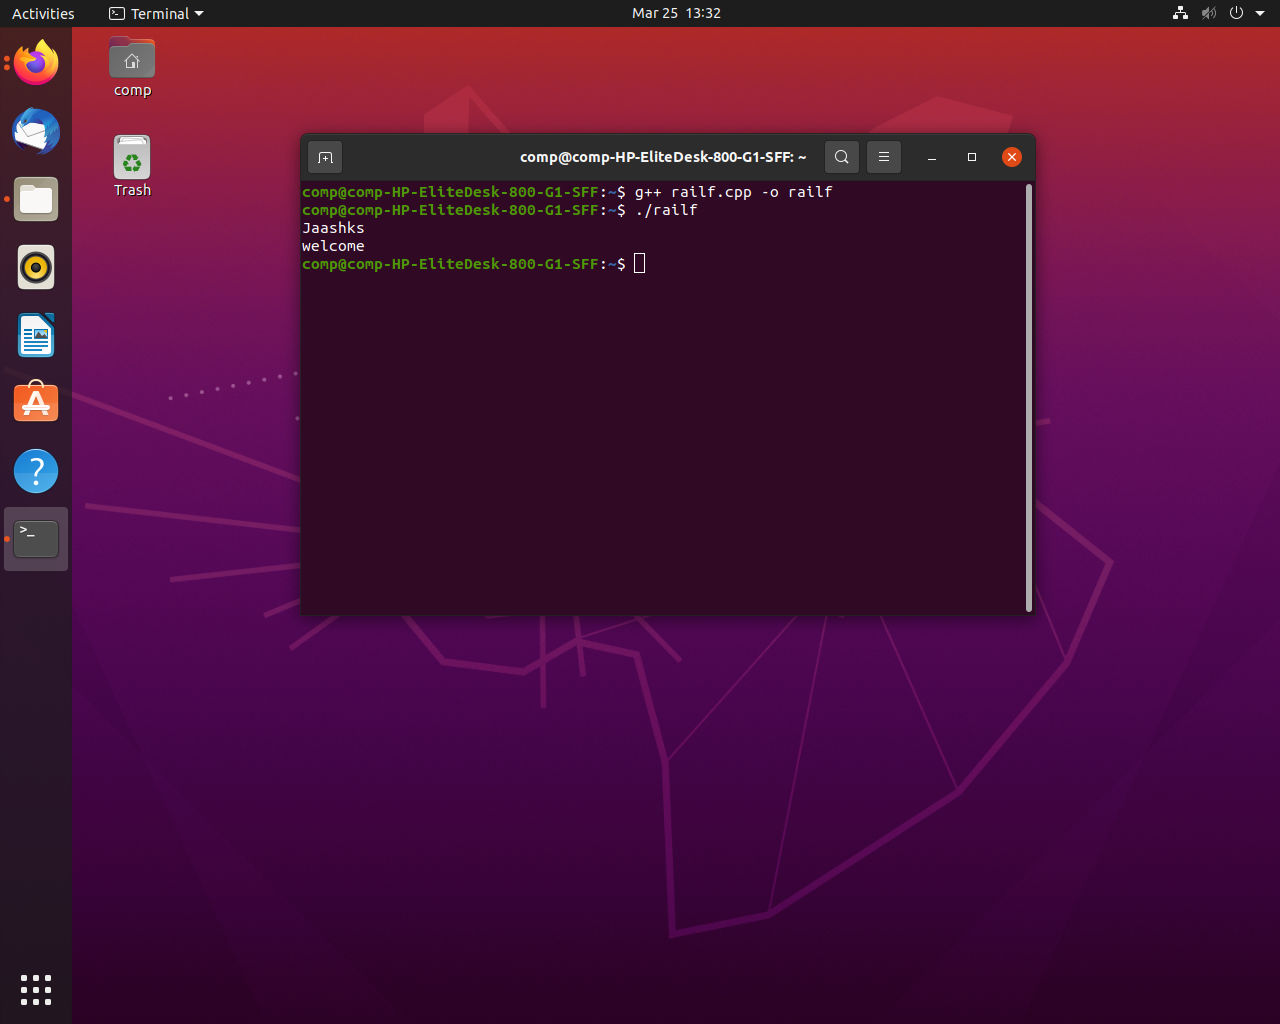 Activities
Terminal
Mar 25 13:32
comp
Trash
comp@comp-HP-EliteDesk-800-G1-SFF: ~
comp@comp-HP-EliteDesk-800-G1-SFF:~$ g++ railf.cpp -o railf
comp@comp-HP-EliteDesk-800-G1-SFF:~$ ./railf
Jaashks
welcome
comp@comp-HP-EliteDesk-800-G1-SFF:~$